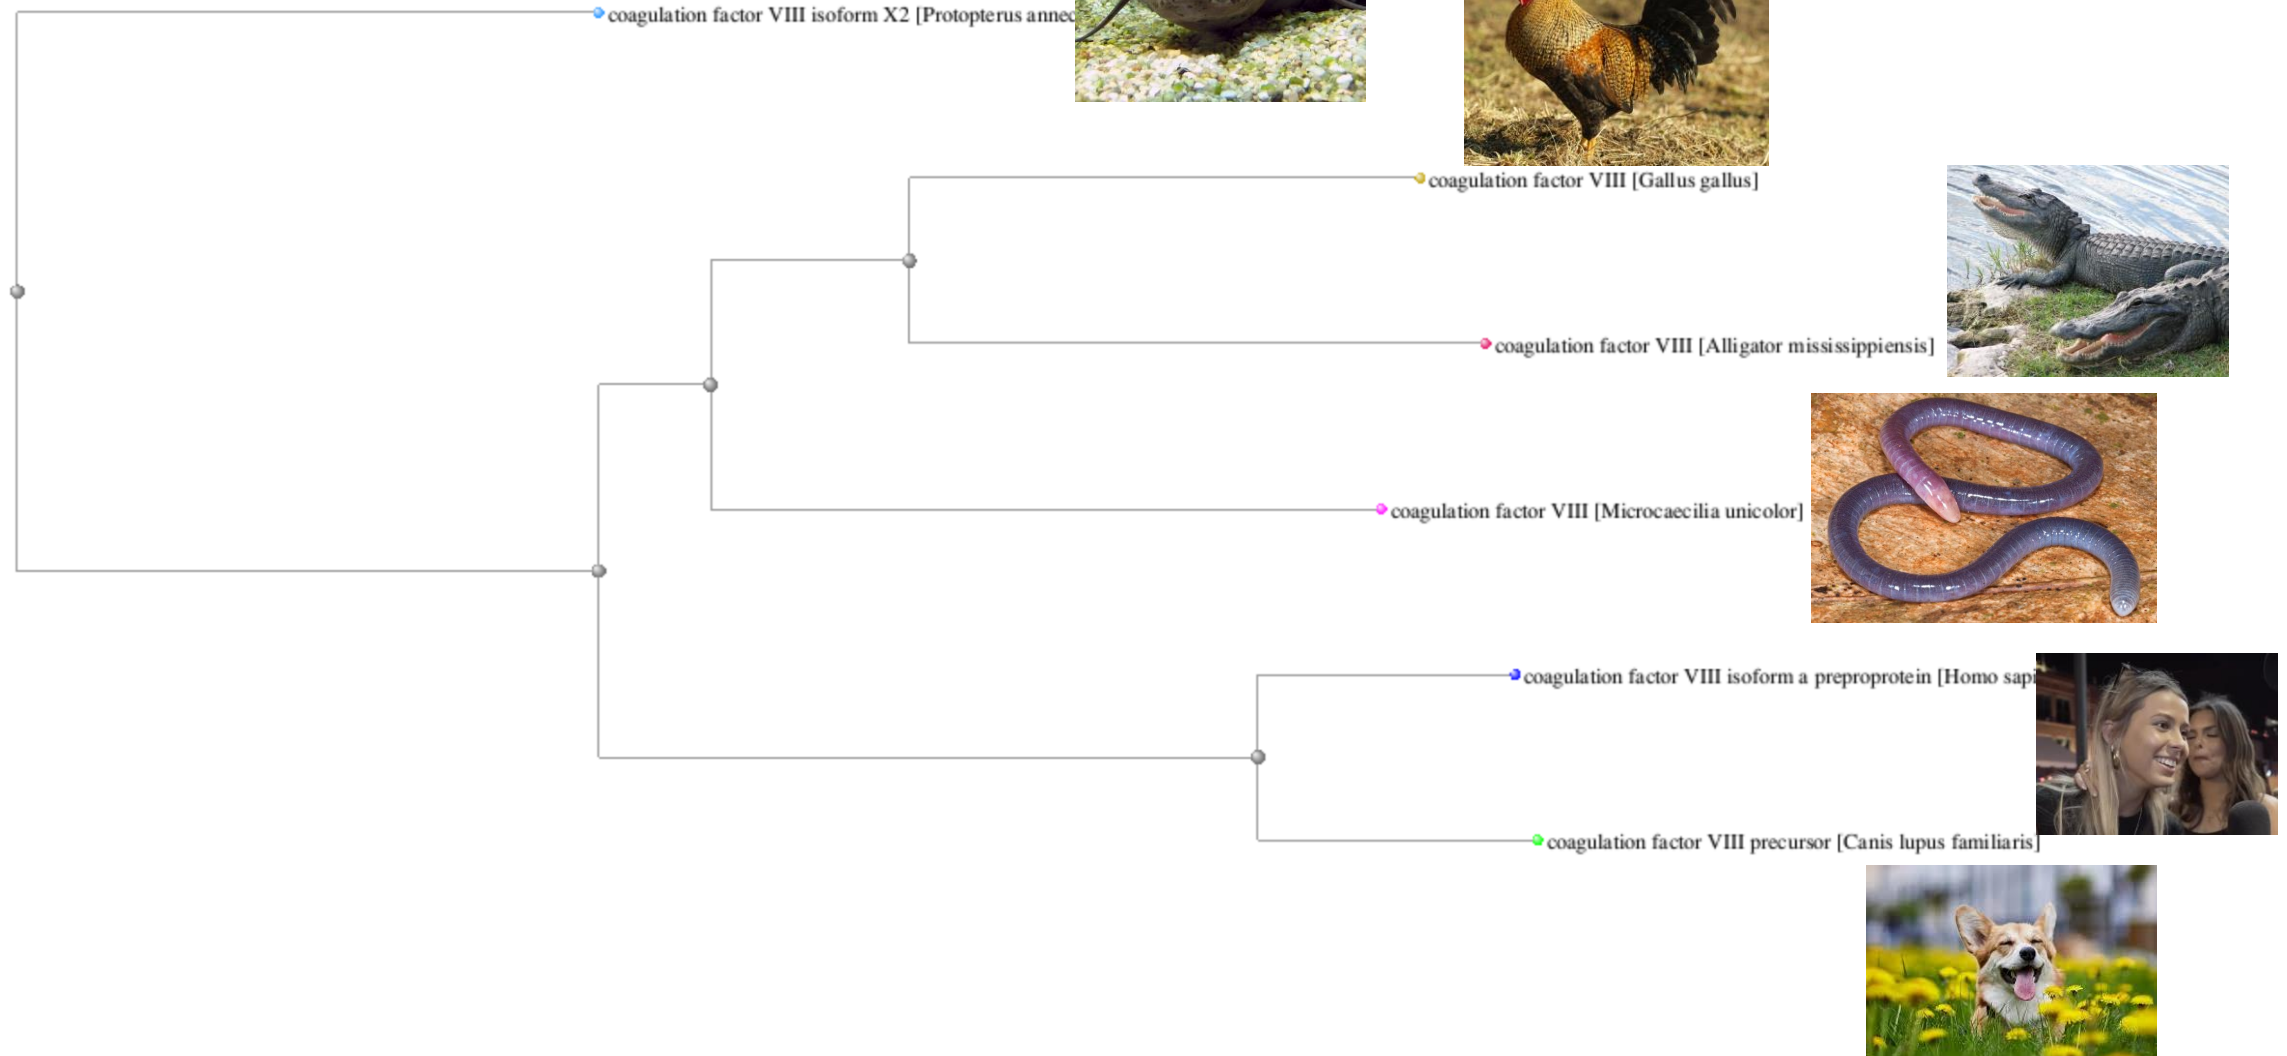 coagulation factor VIII isoform X2 [Protopterus annec
coagulation factor VIII [Gallus gallus]
coagulation factor VIII [Alligator mississippiensis]
coagulation factor VIII [Microcaecilia unicolor]
coagulation factor VIII isoform a preproprotein [Homo sapi
coagulation factor VIII precursor [Canis lupus familiaris]